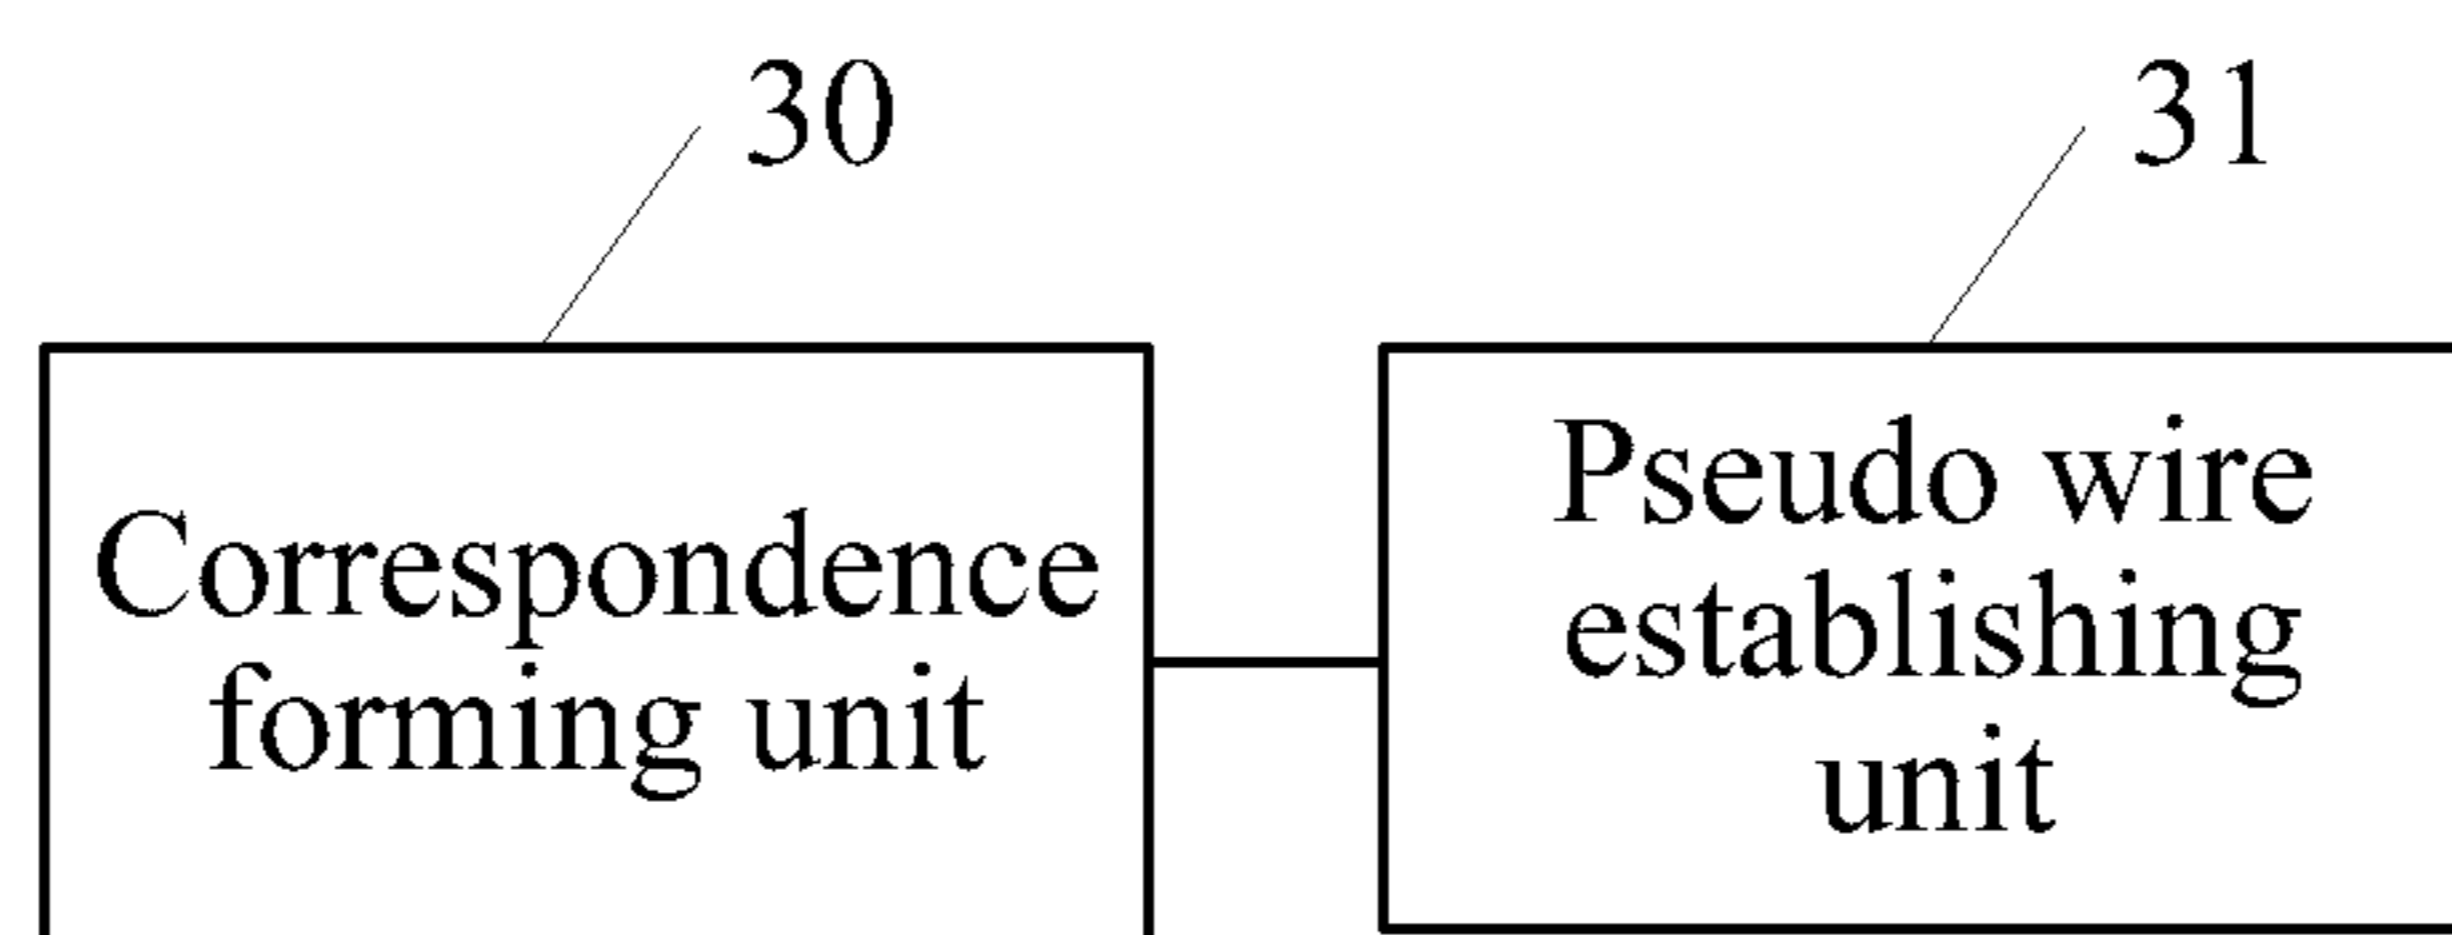 30
31
Correspondence
forming unit
Pseudo wire
establishing
unit